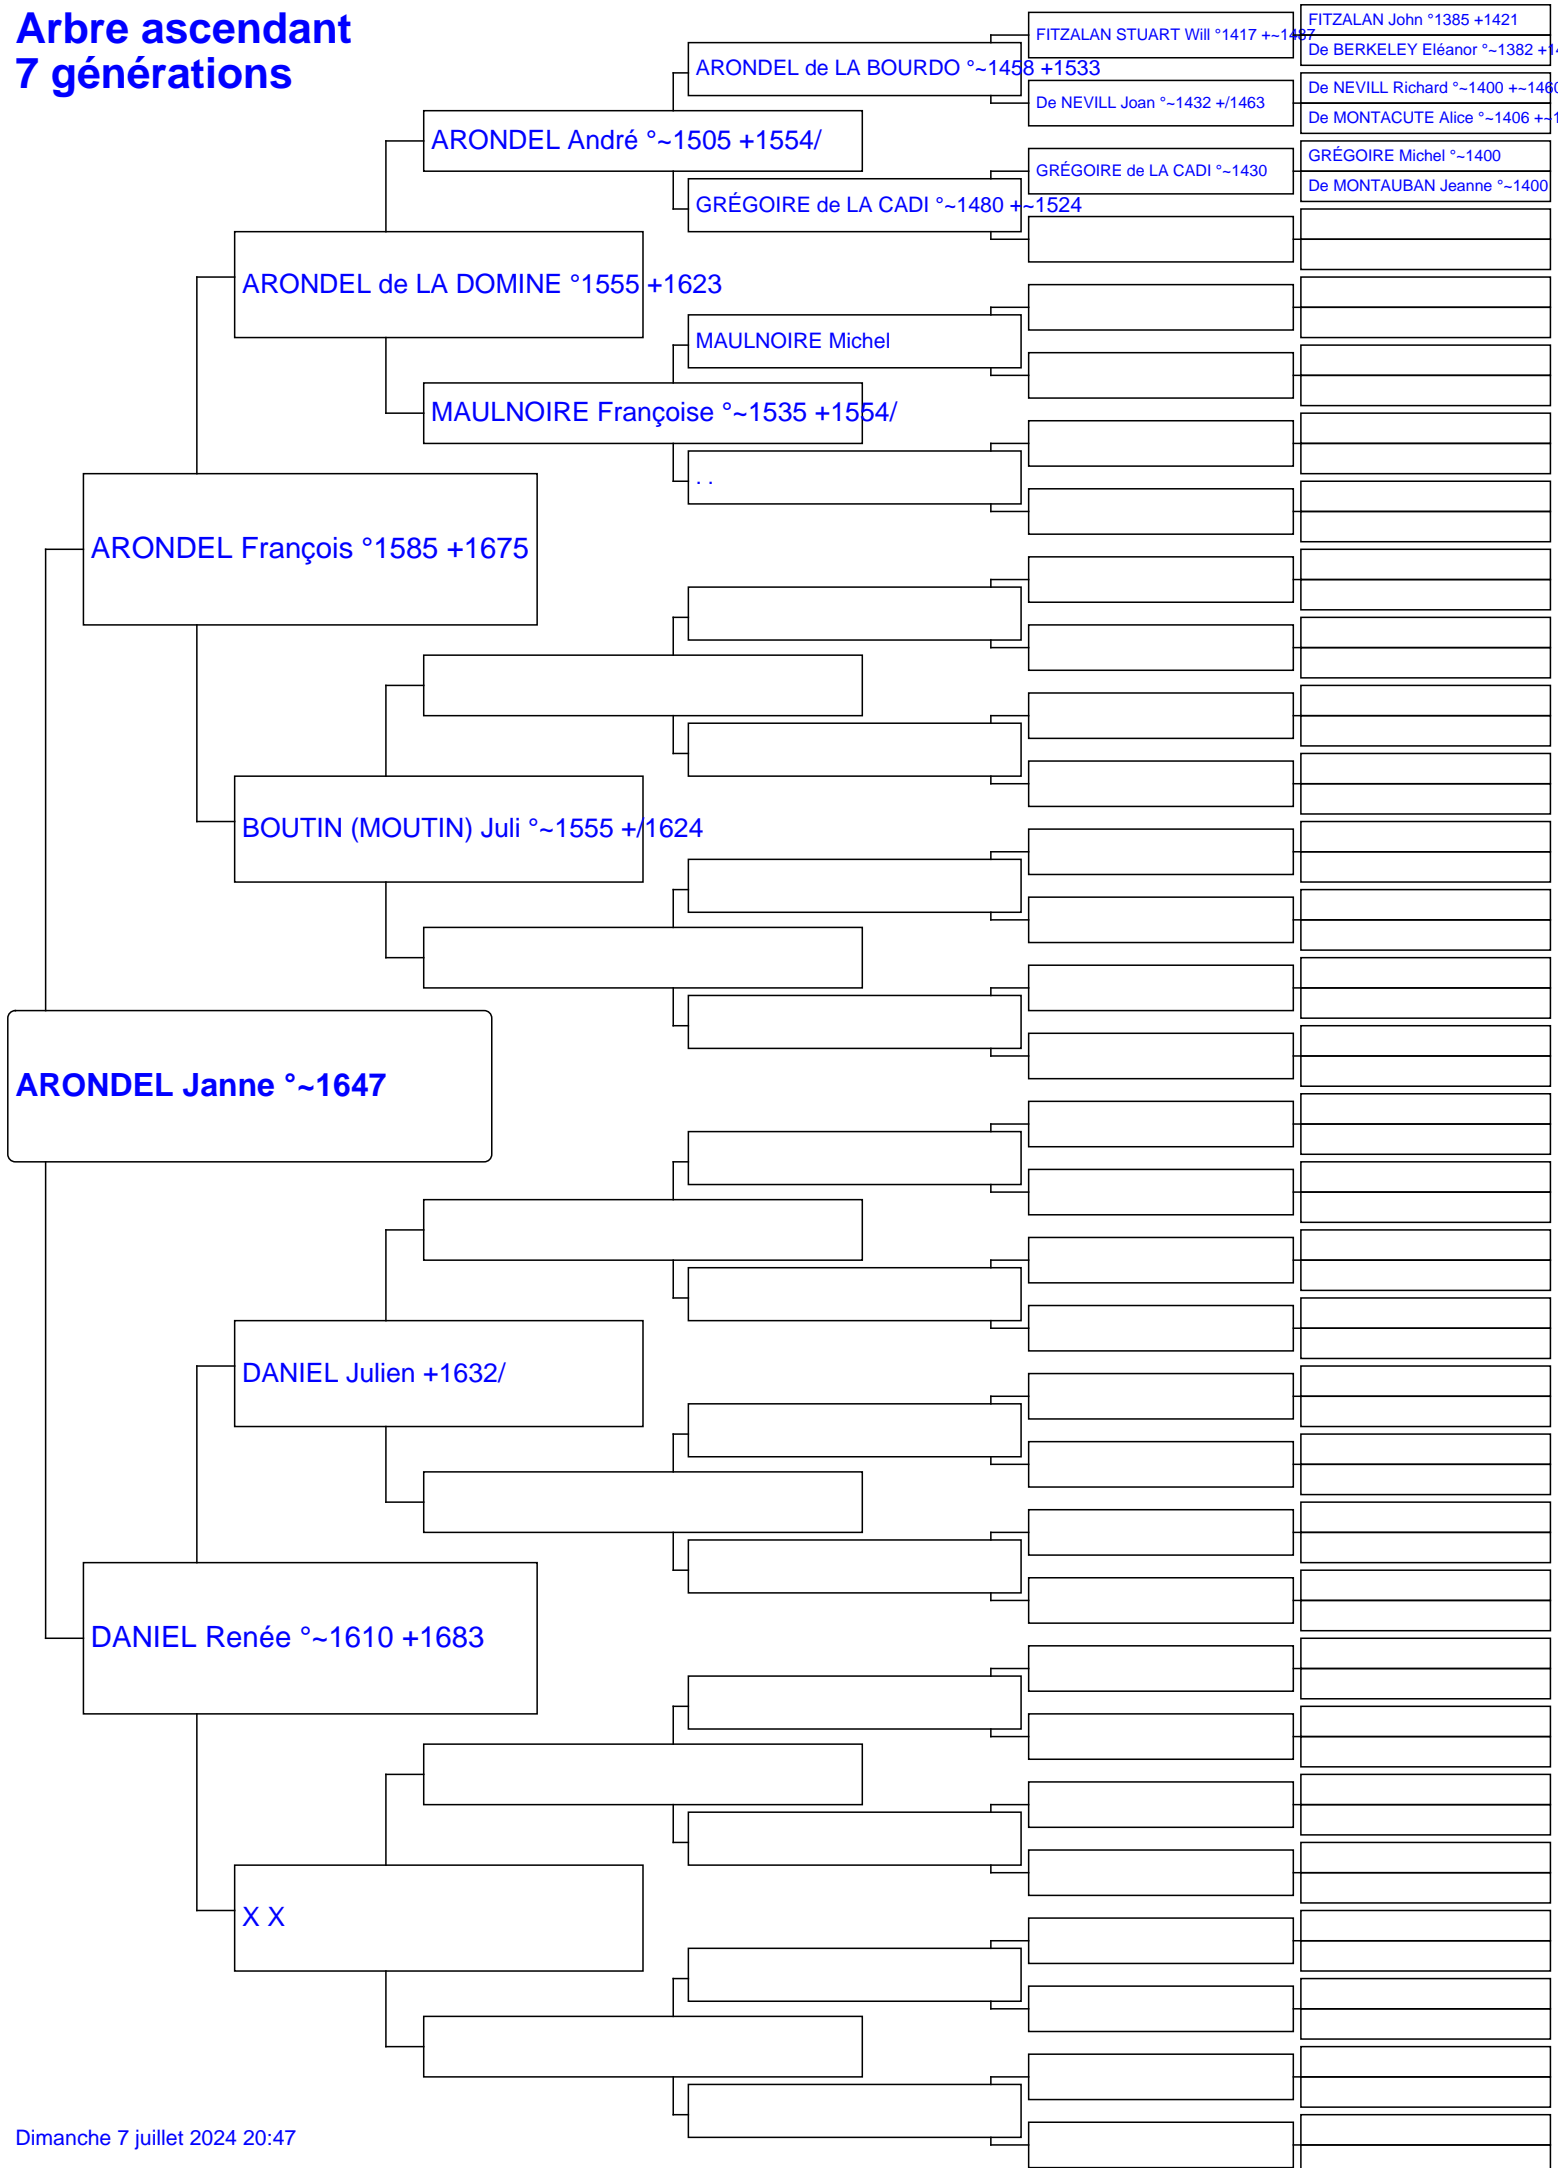 Arbre ascendant
7 générations
FITZALAN John °1385 +1421
FITZALAN STUART Will °1417 +~1487
De BERKELEY Eléanor °~1382 +1
ARONDEL de LA BOURDO °~1458 +1533
De NEVILL Richard °~1400 +~1460
De NEVILL Joan °~1432 +/1463
De MONTACUTE Alice °~1406 +~1
ARONDEL André °~1505 +1554/
GRÉGOIRE Michel °~1400
GRÉGOIRE de LA CADI °~1430
De MONTAUBAN Jeanne °~1400
GRÉGOIRE de LA CADI °~1480 +~1524
ARONDEL de LA DOMINE °1555 +1623
MAULNOIRE Michel
MAULNOIRE Françoise °~1535 +1554/
. .
ARONDEL François °1585 +1675
BOUTIN (MOUTIN) Juli °~1555 +/1624
ARONDEL Janne °~1647
DANIEL Julien +1632/
DANIEL Renée °~1610 +1683
X X
Dimanche 7 juillet 2024 20:47